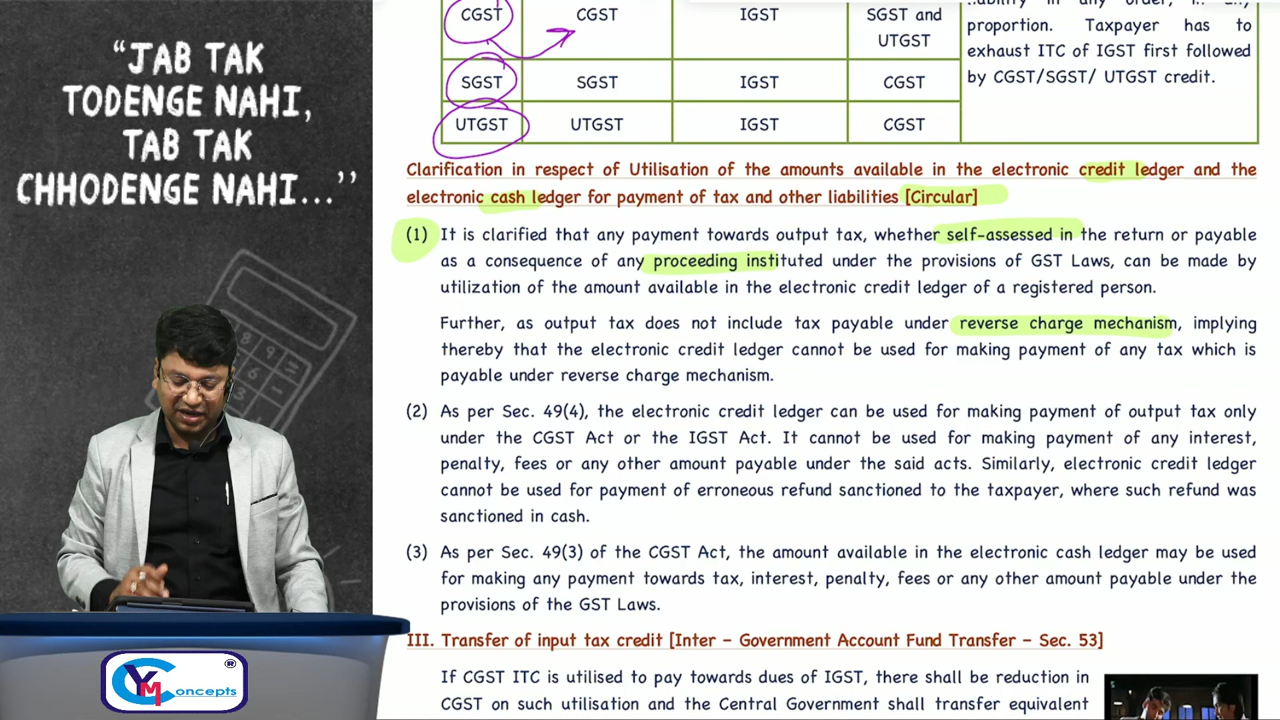 “JAB TAK
TODENGE NAHI,
TAB TAK
CHHODENGE NAHI...’’
CGST CGST IGST SGST and UTGST
SGST SGST IGST CGST
UTGST UTGST IGST CGST
proportion. Taxpayer has to
exhaust ITC of IGST first followed
by CGST/SGST/ UTGST credit.
Clarification in respect of Utilisation of the amounts available in the electronic credit ledger and the
electronic cash ledger for payment of tax and other liabilities [Circular]
(1) It is clarified that any payment towards output tax, whether self-assessed in the return or payable
as a consequence of any proceeding instituted under the provisions of GST Laws, can be made by
utilization of the amount available in the electronic credit ledger of a registered person.
Further, as output tax does not include tax payable under reverse charge mechanism, implying
thereby that the electronic credit ledger cannot be used for making payment of any tax which is
payable under reverse charge mechanism.
(2) As per Sec. 49(4), the electronic credit ledger can be used for making payment of output tax only
under the CGST Act or the IGST Act. It cannot be used for making payment of any interest,
penalty, fees or any other amount payable under the said acts. Similarly, electronic credit ledger
cannot be used for payment of erroneous refund sanctioned to the taxpayer, where such refund was
sanctioned in cash.
(3) As per Sec. 49(3) of the CGST Act, the amount available in the electronic cash ledger may be used
for making any payment towards tax, interest, penalty, fees or any other amount payable under the
provisions of the GST Laws.
III. Transfer of input tax credit [Inter – Government Account Fund Transfer – Sec. 53]
If CGST ITC is utilised to pay towards dues of IGST, there shall be reduction in
CGST on such utilisation and the Central Government shall transfer equivalent
YM Concepts ®